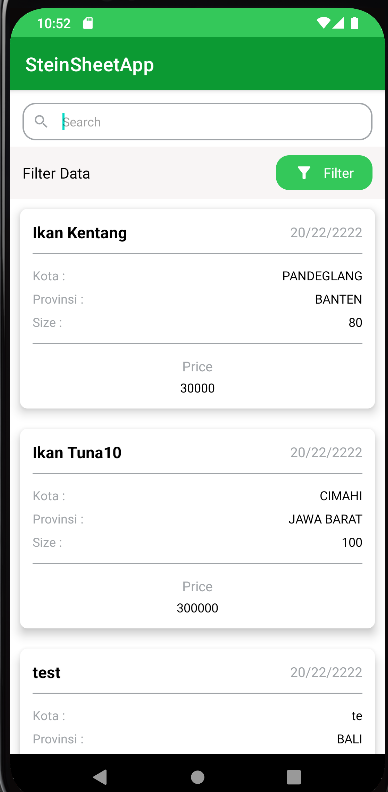 10:52
SteinSheetApp
Search
Filter Data Filter
Ikan Kentang 20/22/2222
Kota : PANDEGLANG
Provinsi : BANTEN
Size : 80
Price
30000
Ikan Tuna10 20/22/2222
Kota : CIMAHI
Provinsi : JAWA BARAT
Size : 100
Price
300000
test 20/22/2222
Kota : te
Provinsi : BALI